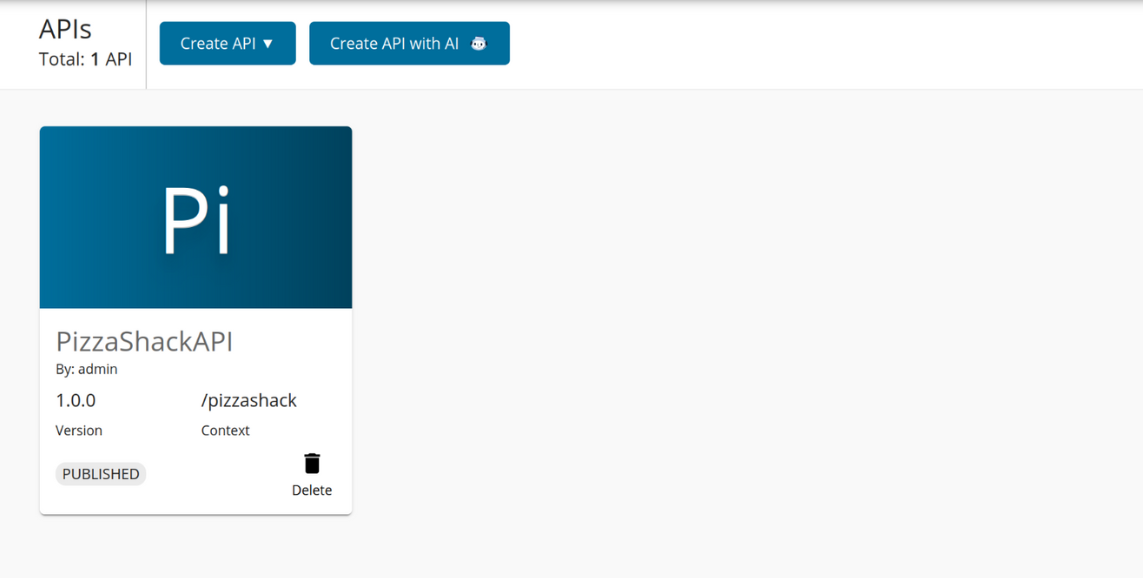 APIs
Total: 1 API
Create API ▼
Create API with AI
Pi
PizzaShackAPI
By: admin
1.0.0 /pizzashack
Version Context
PUBLISHED
Delete